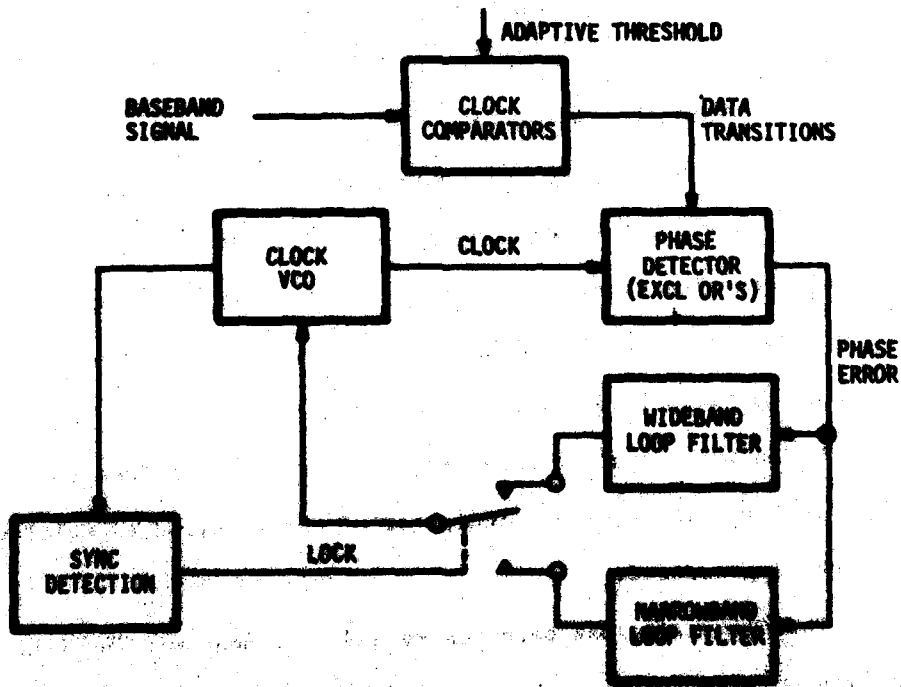 ADAPTIVE THRESHOLD
BASEBAND
SIGNAL
CLOCK
COMPARATORS
DATA
TRANSITIONS
CLOCK
VCO
CLOCK
PHASE
DETECTOR
(EXCL OR'S)
PHASE
ERROR
WIDEBAND
LOOP FILTER
SYNC
DETECTION
LOCK
NARROWBAND
LOOP FILTER